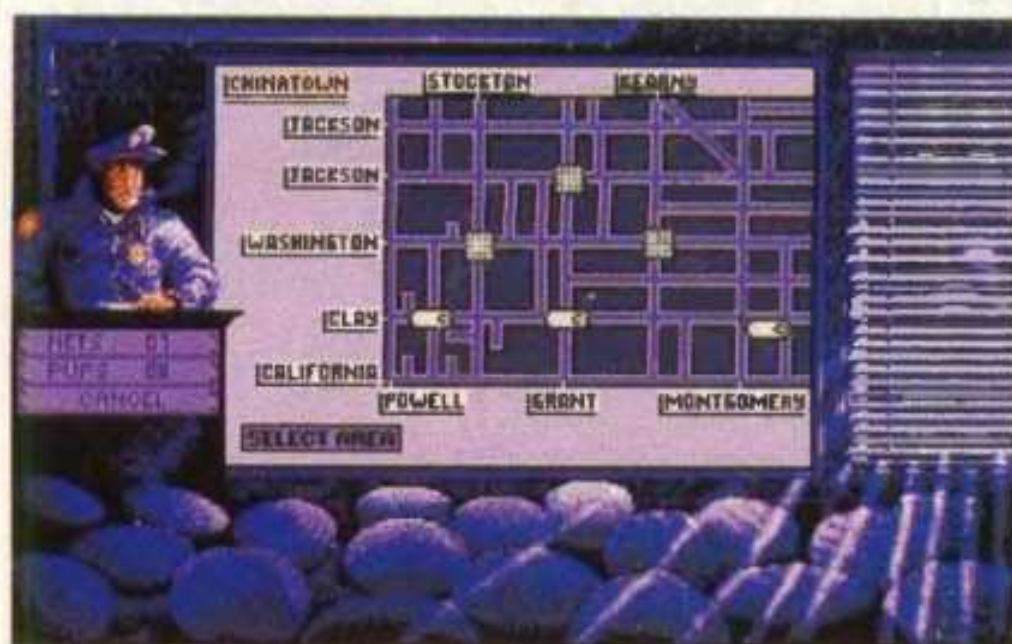 CHINATOWN
STOCKTON
KEARNY
JACKSON
JACKSON
WASHINGTON
CLAY
CALIFORNIA
POWELL
GRANT
MONTGOMERY
SELECT AREA
CANCEL